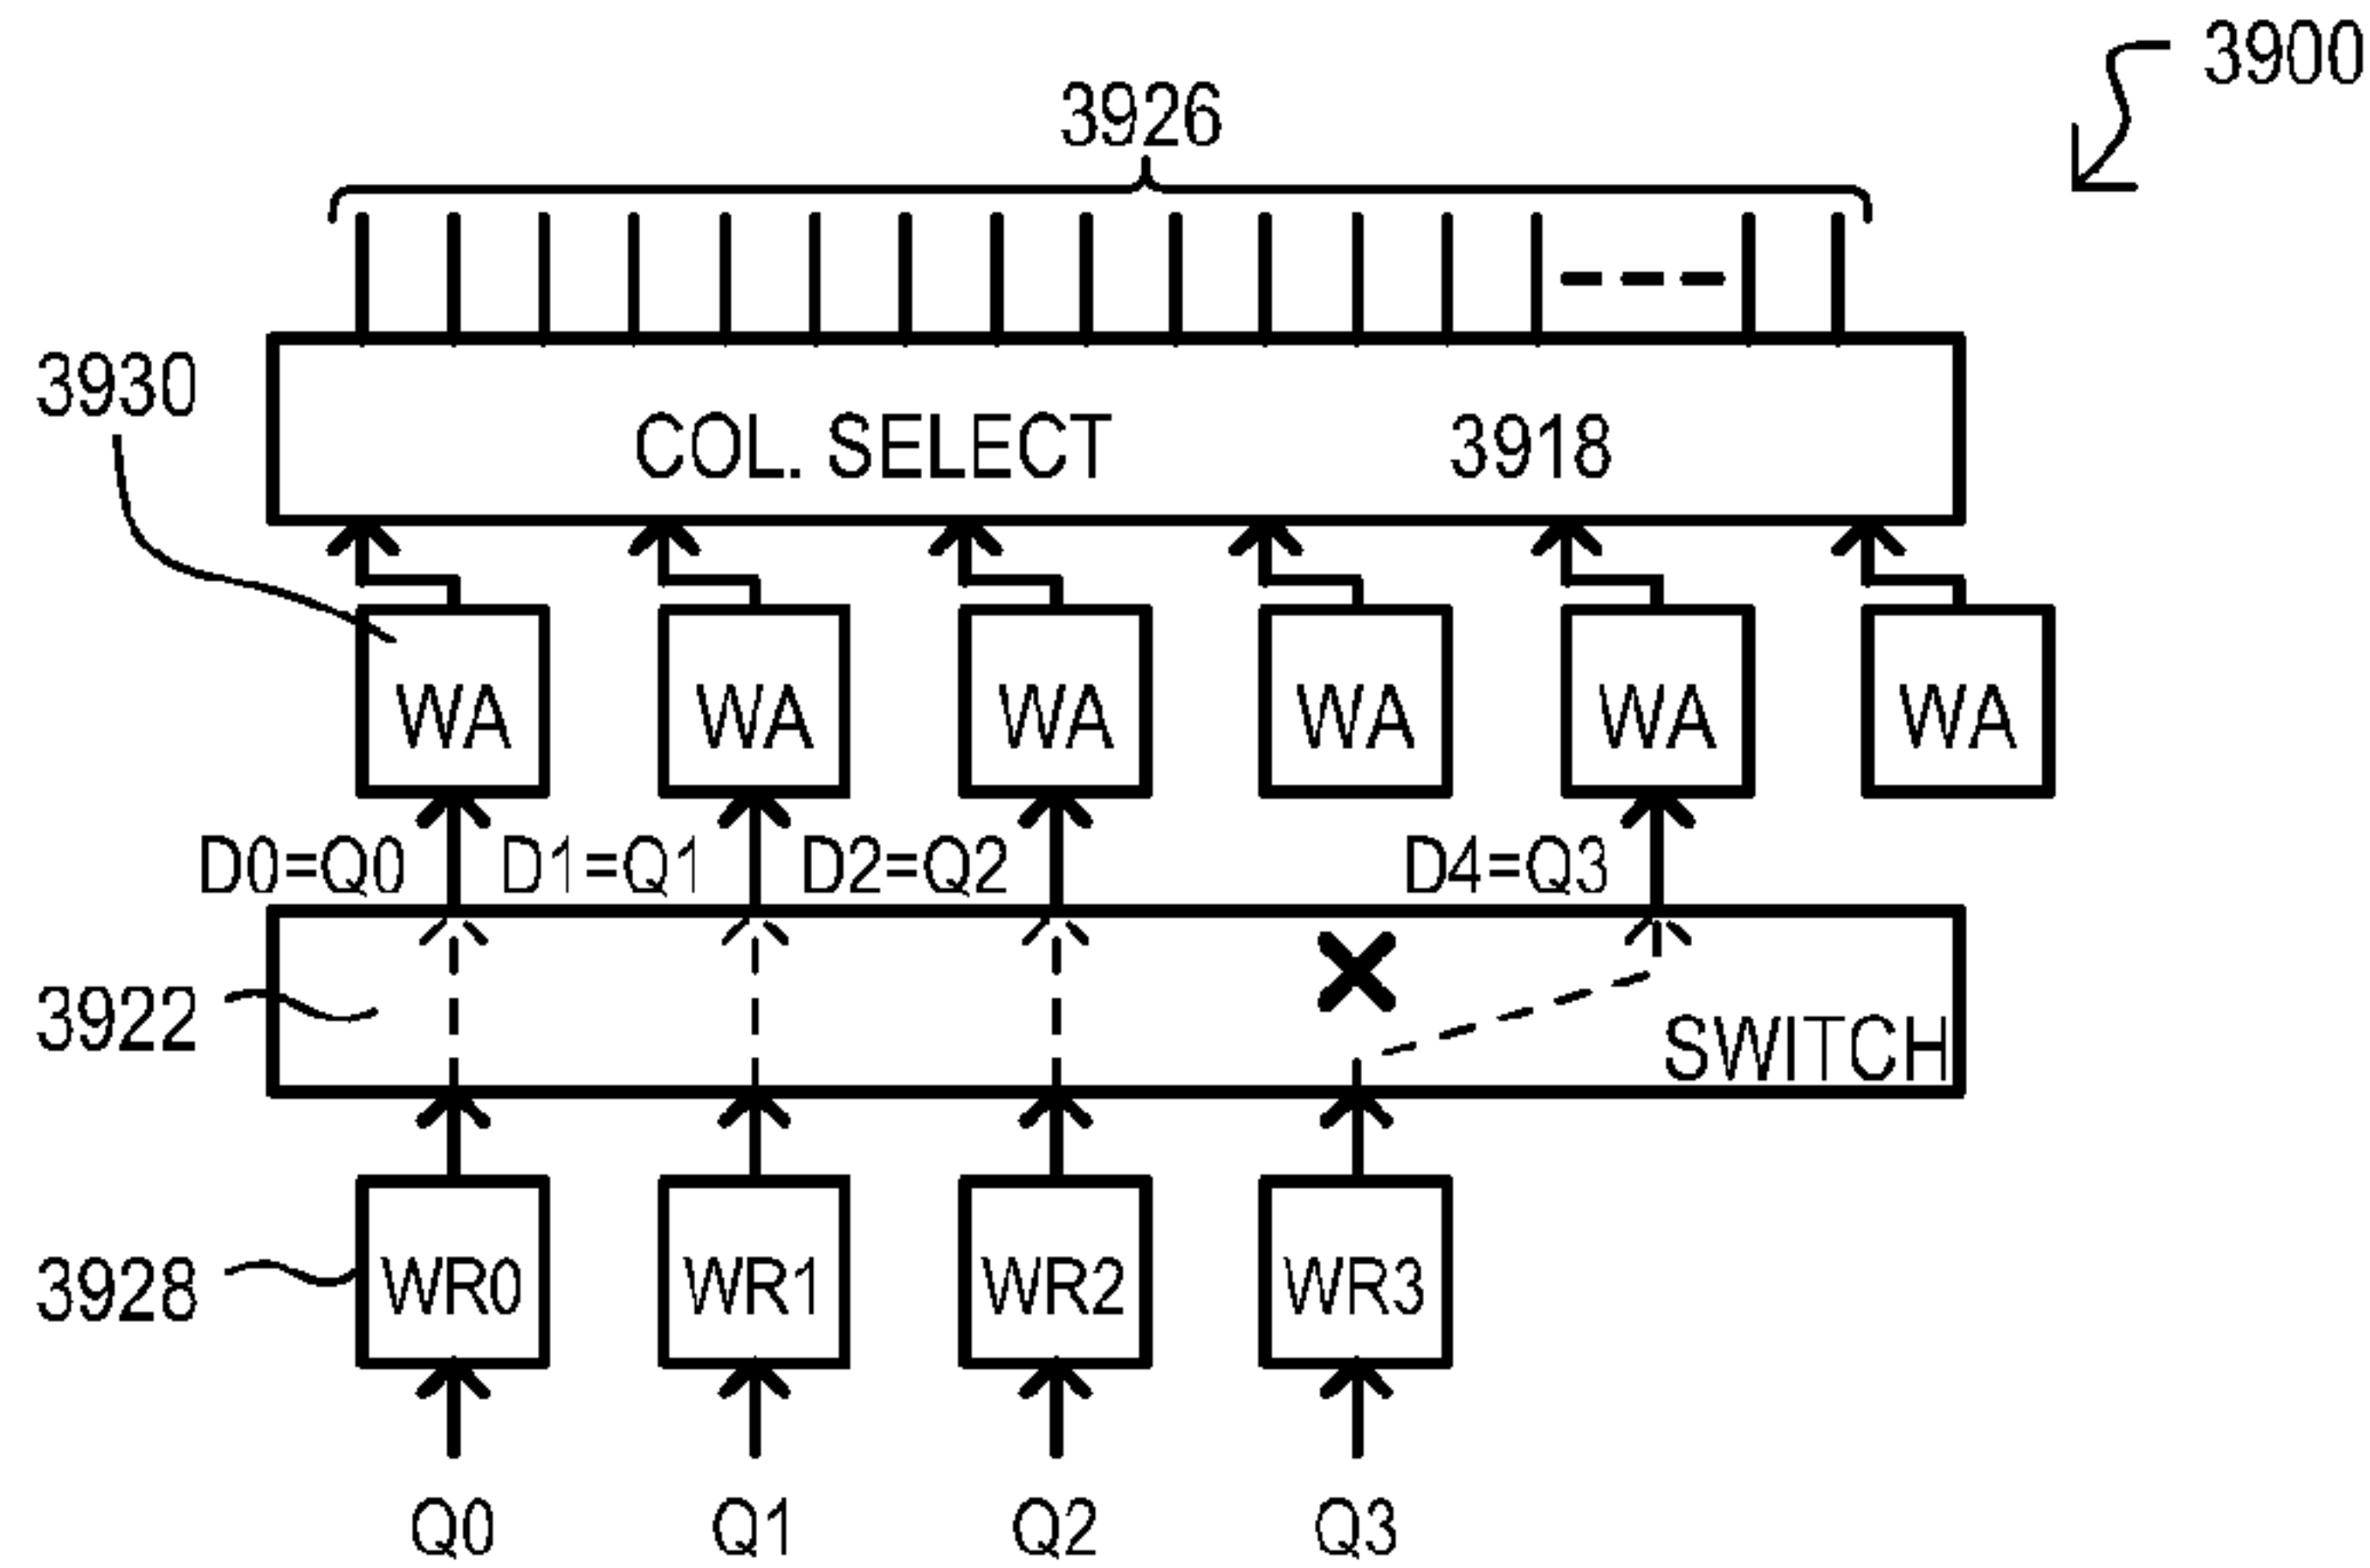 3900
3926
3930
COL. SELECT 3918
WA WA WA WA WA WA
D0=Q0 D1=Q1 D2=Q2 D4=Q3
3922
SWITCH
3928
WR0 WR1 WR2 WR3
Q0 Q1 Q2 Q3